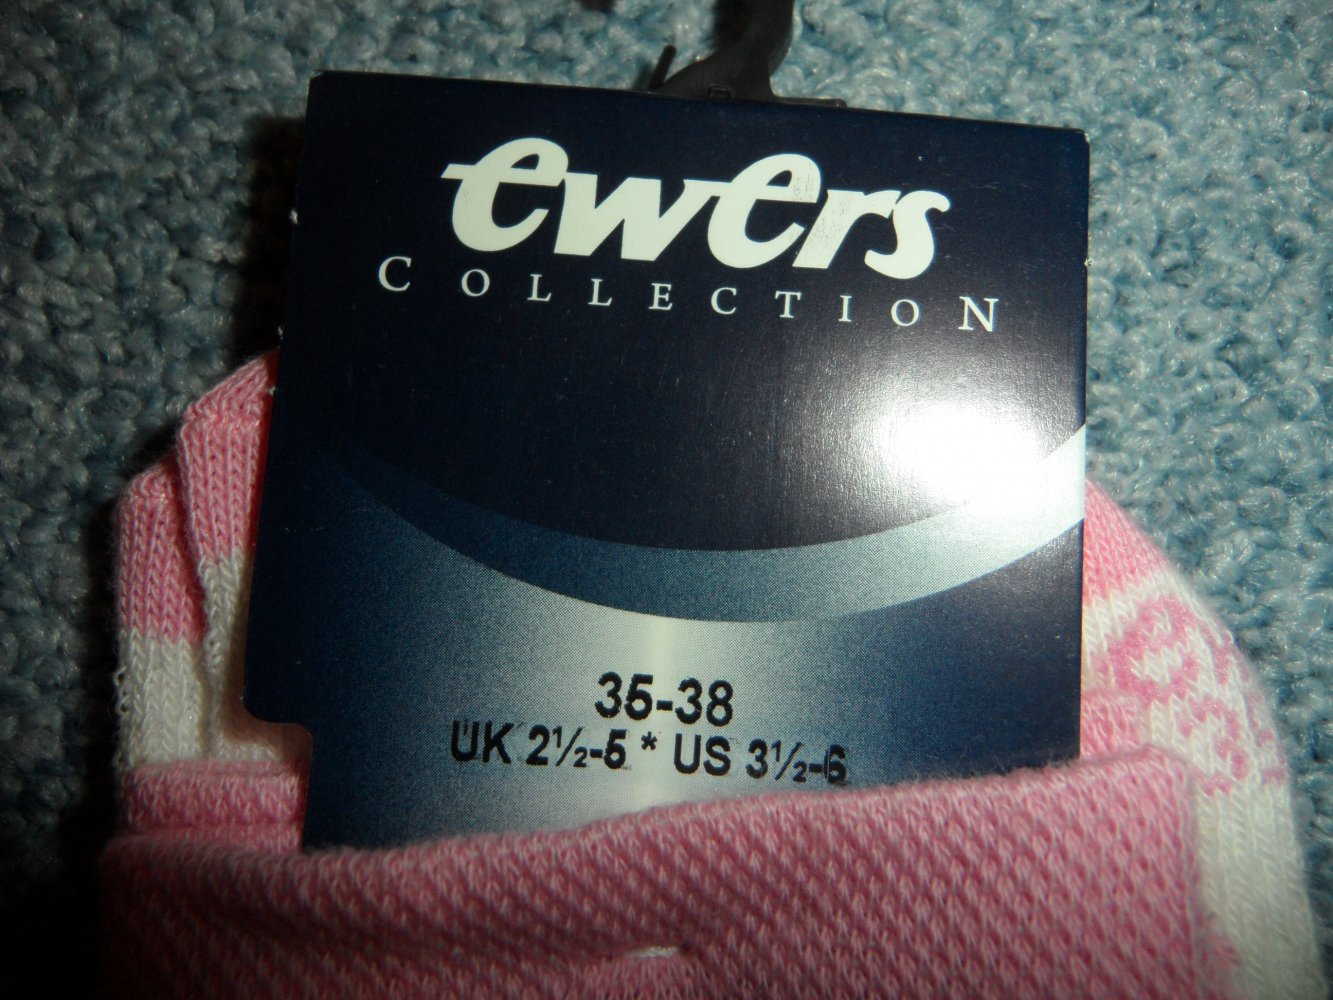 ewers
COLLECTION
35-38
UK 2½-5 * US 3½-6